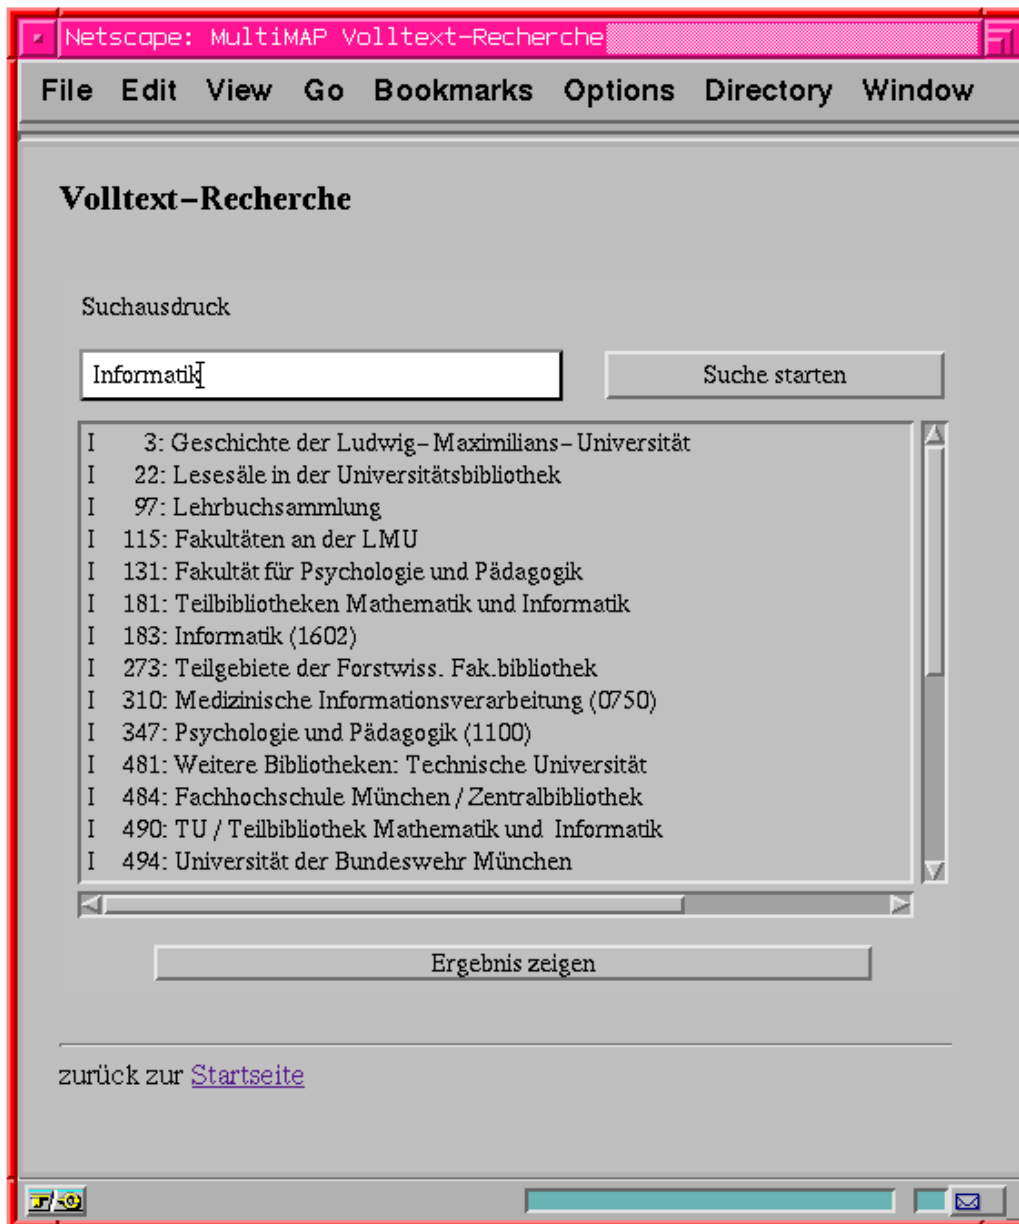 Netscape: MultiMAP Volltext-Recherche
File Edit View Go Bookmarks Options Directory Window
Volltext-Recherche
Suchausdruck
Informatik Suche starten
I 3: Geschichte der Ludwig-Maximilians-Universität
I 22: Lesesäle in der Universitätsbibliothek
I 97: Lehrbuchsammlung
I 115: Fakultäten an der LMU
I 131: Fakultät für Psychologie und Pädagogik
I 181: Teilbibliotheken Mathematik und Informatik
I 183: Informatik (1602)
I 273: Teilgebiete der Forstwiss. Fak.bibliothek
I 310: Medizinische Informationsverarbeitung (0750)
I 347: Psychologie und Pädagogik (1100)
I 481: Weitere Bibliotheken: Technische Universität
I 484: Fachhochschule München / Zentralbibliothek
I 490: TU / Teilbibliothek Mathematik und Informatik
I 494: Universität der Bundeswehr München
Ergebnis zeigen
zurück zur Startseite